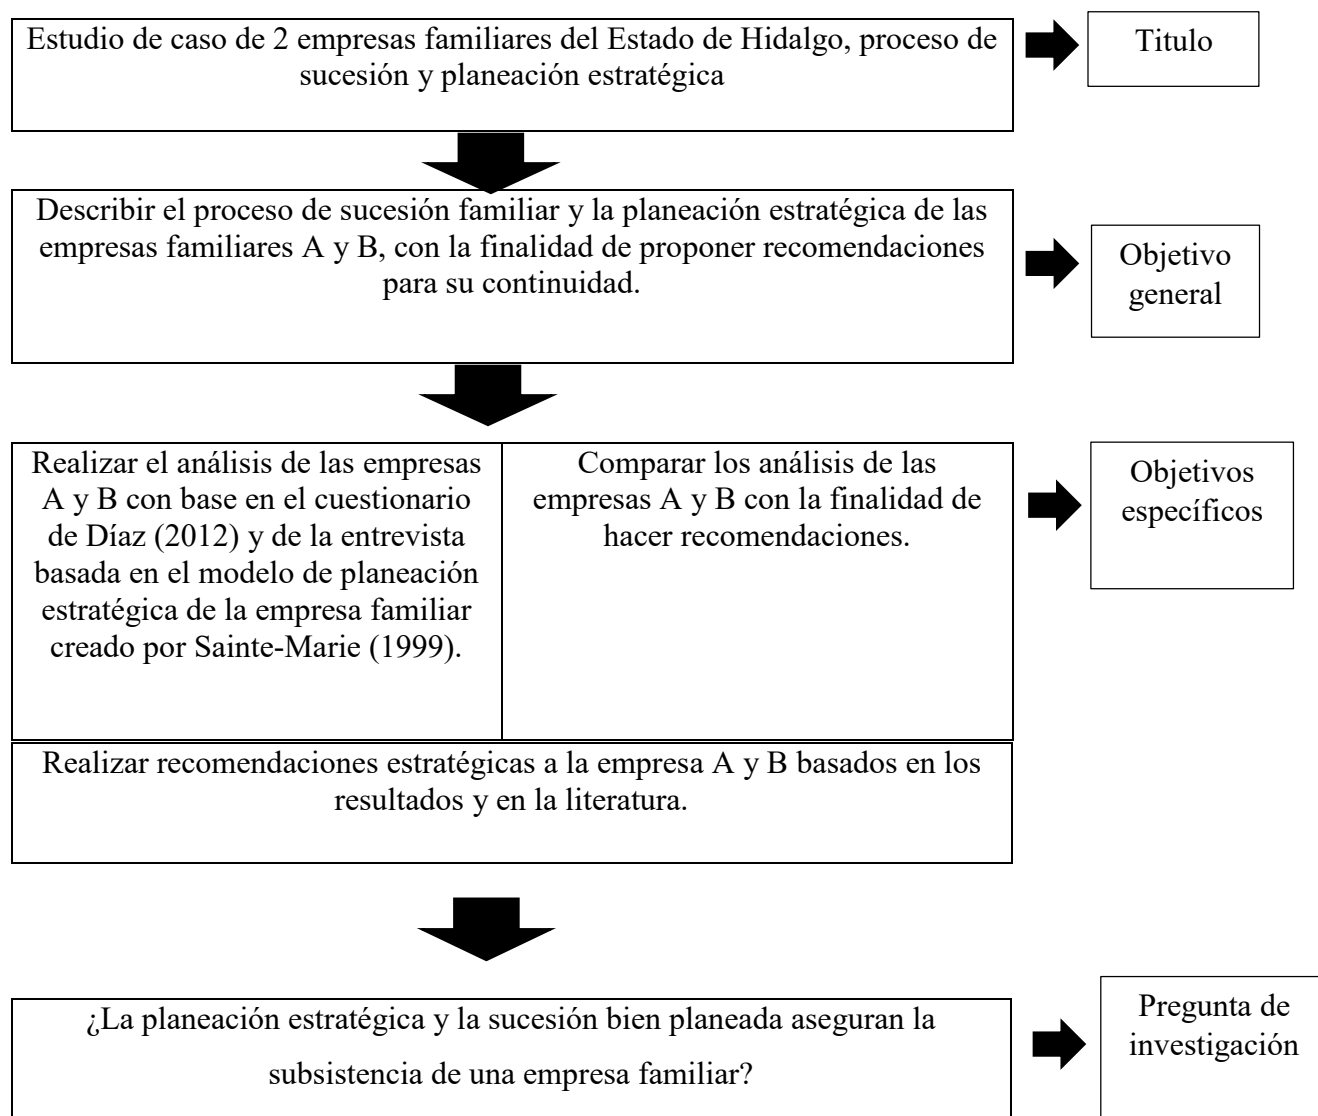 Estudio de caso de 2 empresas familiares del Estado de Hidalgo, proceso de
sucesión y planeación estratégica
Titulo
Describir el proceso de sucesión familiar y la planeación estratégica de las
empresas familiares A y B, con la finalidad de proponer recomendaciones
para su continuidad.
Objetivo
general
Realizar el análisis de las empresas
A y B con base en el cuestionario
de Díaz (2012) y de la entrevista
basada en el modelo de planeación
estratégica de la empresa familiar
creado por Sainte-Marie (1999).
Comparar los análisis de las
empresas A y B con la finalidad de
hacer recomendaciones.
Objetivos
específicos
Realizar recomendaciones estratégicas a la empresa A y B basados en los
resultados y en la literatura.
¿La planeación estratégica y la sucesión bien planeada aseguran la
subsistencia de una empresa familiar?
Pregunta de
investigación